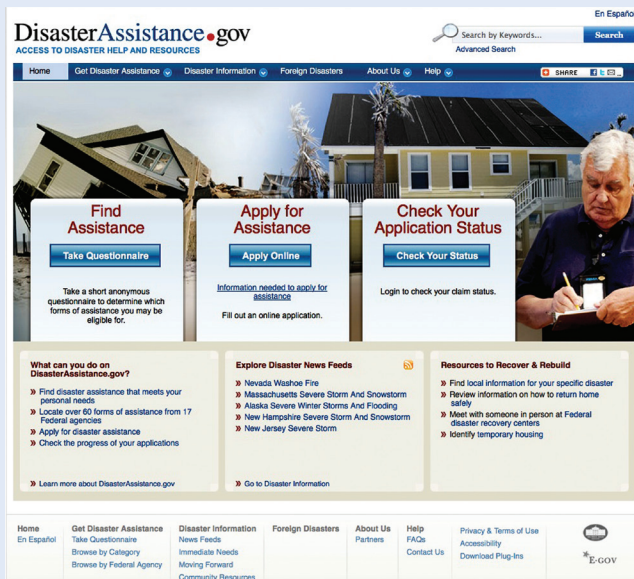 En Español
DisasterAssistance.gov
ACCESS TO DISASTER HELP AND RESOURCES
Search by Keywords...
Search
Advanced Search
Home
Get Disaster Assistance
Disaster Information
Foreign Disasters
About Us
Help
SHARE
Find
Assistance
Take Questionnaire
Take a short anonymous
questionnaire to determine which
forms of assistance you may be
eligible for.
Apply for
Assistance
Apply Online
Information needed to apply for
assistance
Fill out an online application.
Check Your
Application Status
Check Your Status
Login to check your claim status.
What can you do on
DisasterAssistance.gov?
» Find disaster assistance that meets your
personal needs
» Locate over 60 forms of assistance from 17
Federal agencies
» Apply for disaster assistance
» Check the progress of your applications
» Learn more about DisasterAssistance.gov
Explore Disaster News Feeds
» Nevada Washoe Fire
» Massachusetts Severe Storm And Snowstorm
» Alaska Severe Winter Storms And Flooding
» New Hampshire Severe Storm And Snowstorm
» New Jersey Severe Storm
» Go to Disaster Information
Resources to Recover & Rebuild
» Find local information for your specific disaster
» Review information on how to return home
safely
» Meet with someone in person at Federal
disaster recovery centers
» Identify temporary housing
Home
En Español
Get Disaster Assistance
Take Questionnaire
Browse by Category
Browse by Federal Agency
Disaster Information
News Feeds
Immediate Needs
Moving Forward
Community Resources
Foreign Disasters
About Us
Partners
Help
FAQs
Contact Us
Privacy & Terms of Use
Accessibility
Download Plug-Ins
E-GOV